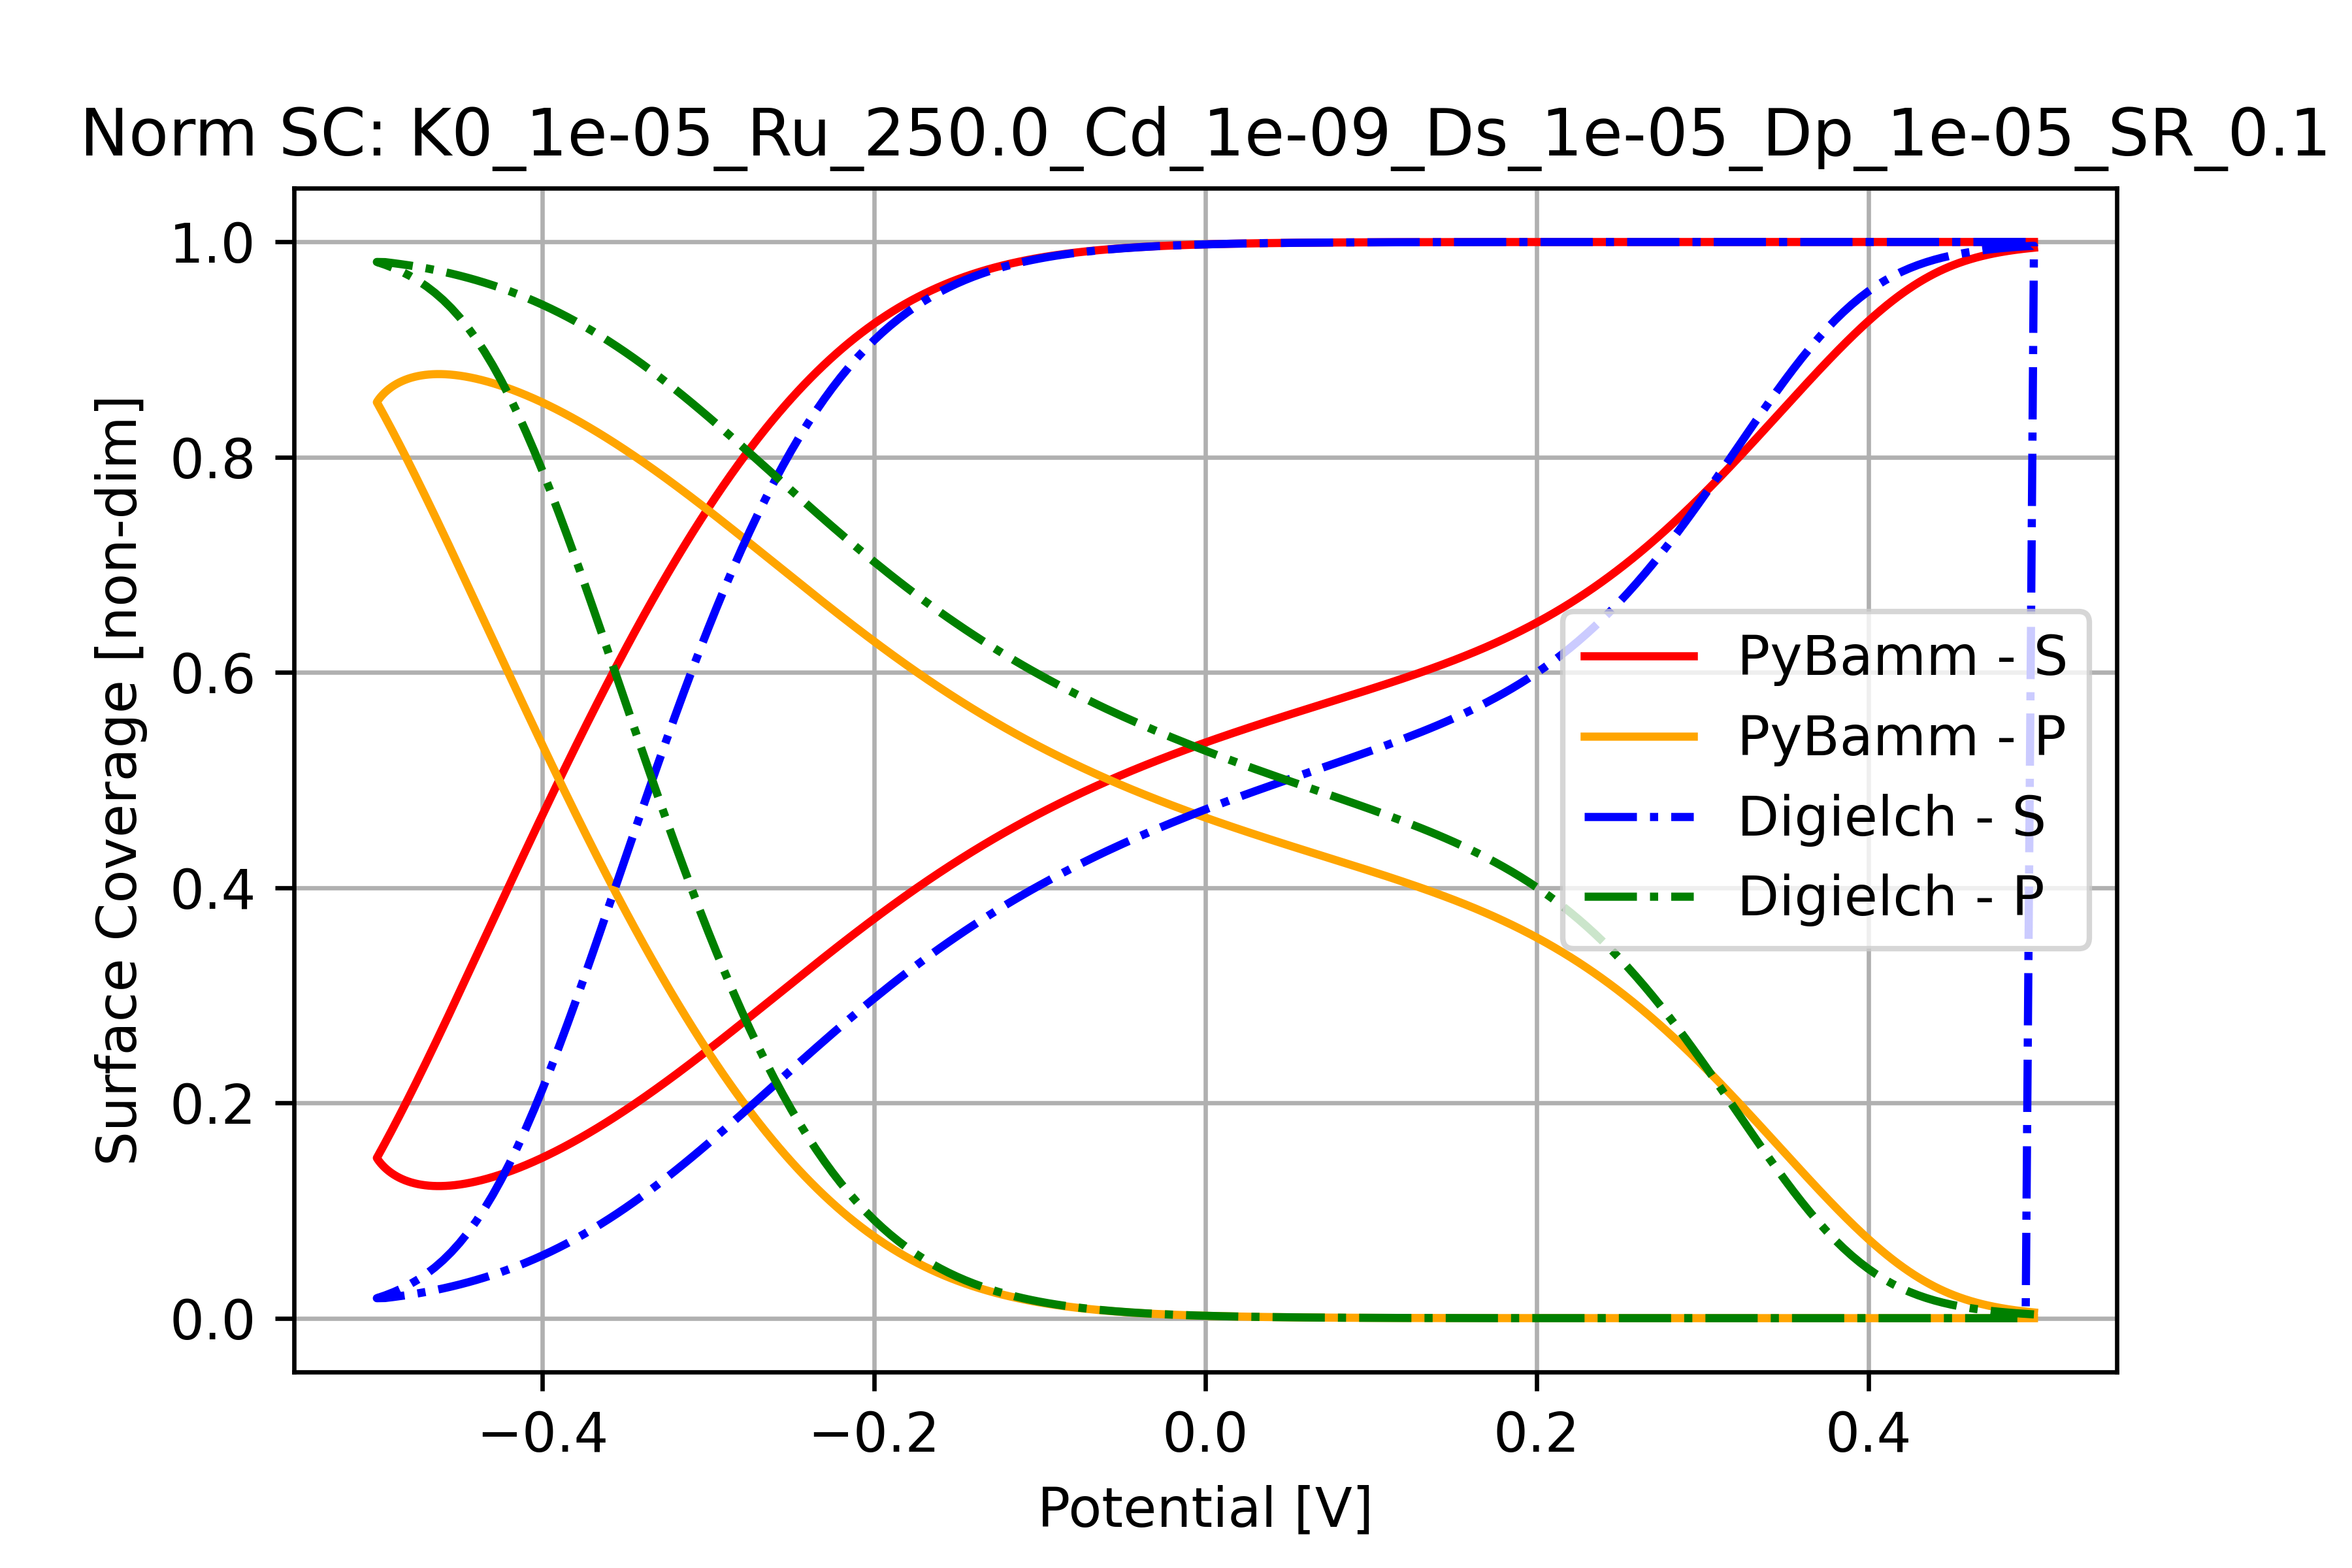 Norm SC: K0_1e-05_Ru_250.0_Cd_1e-09_Ds_1e-05_Dp_1e-05_SR_0.1
Surface Coverage [non-dim]
1.0
0.8
0.6
0.4
0.2
0.0
PyBamm - S
PyBamm - P
Digielch - S
Digielch - P
−0.4
−0.2
0.0
0.2
0.4
Potential [V]